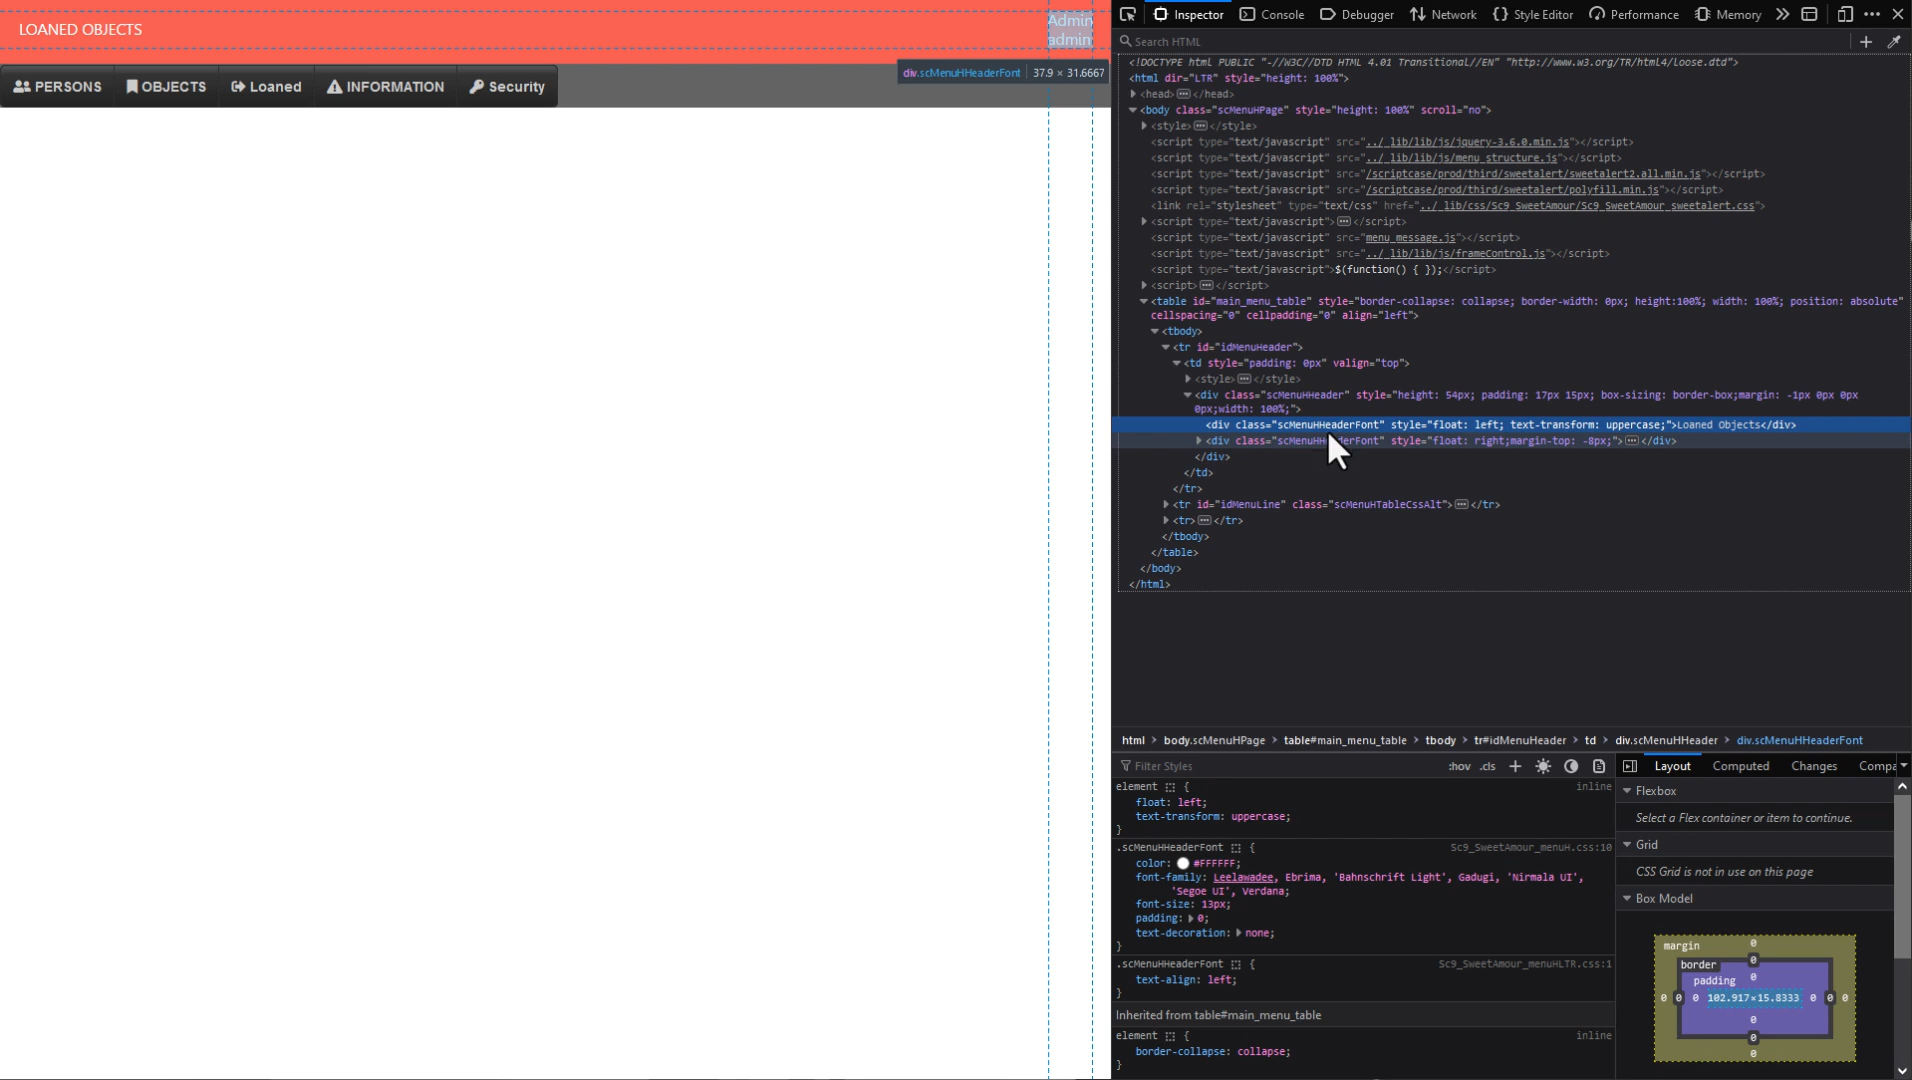 LOANED OBJECTS
Admin
admin
div.scMenuHHeaderFont 37.9 × 31.6667
PERSONS OBJECTS Loaned INFORMATION Security
Inspector Console Debugger Network Style Editor Performance Memory
Search HTML
<!DOCTYPE html PUBLIC "-//W3C//DTD HTML 4.01 Transitional//EN" "http://www.w3.org/TR/html4/loose.dtd">
<html dir="LTR" style="height: 100%">
<head></head>
<body class="scMenuHPage" style="height: 100%" scroll="no">
<style></style>
<script type="text/javascript" src="../_lib/lib/js/jquery-3.6.0.min.js"></script>
<script type="text/javascript" src="../_lib/lib/js/menu_structure.js"></script>
<script type="text/javascript" src="/scriptcase/prod/third/sweetalert/sweetalert2.all.min.js"></script>
<script type="text/javascript" src="/scriptcase/prod/third/sweetalert/polyfill.min.js"></script>
<link rel="stylesheet" type="text/css" href="../_lib/css/Sc9_SweetAmour/Sc9_SweetAmour_sweetalert.css">
<script type="text/javascript"></script>
<script type="text/javascript" src="menu_message.js"></script>
<script type="text/javascript" src="../_lib/lib/js/frameControl.js"></script>
<script type="text/javascript">$(function() { });</script>
<script></script>
<table id="main_menu_table" style="border-collapse: collapse; border-width: 0px; height:100%; width: 100%; position: absolute"
cellspacing="0" cellpadding="0" align="left">
<tbody>
<tr id="idMenuHeader">
<td style="padding: 0px" valign="top">
<style></style>
<div class="scMenuHHeader" style="height: 54px; padding: 17px 15px; box-sizing: border-box;margin: -1px 0px 0px
0px;width: 100%;">
<div class="scMenuHHeaderFont" style="float: left; text-transform: uppercase;">Loaned Objects</div>
<div class="scMenuHHeaderFont" style="float: right;margin-top: -8px;"></div>
</div>
</td>
</tr>
<tr id="idMenuLine" class="scMenuHTableCssAlt"></tr>
<tr></tr>
</tbody>
</table>
</body>
</html>
html > body.scMenuHPage > table#main_menu_table > tbody > tr#idMenuHeader > td > div.scMenuHHeader > div.scMenuHHeaderFont
Filter Styles :hov .cls
element { inline
float: left;
text-transform: uppercase;
}
.scMenuHHeaderFont { Sc9_SweetAmour_menuH.css:10
color: #FFFFFF;
font-family: Leelawadee, Ebrima, 'Bahnschrift Light', Gadugi, 'Nirmala UI',
'Segoe UI', Verdana;
font-size: 13px;
padding: 0;
text-decoration: none;
}
.scMenuHHeaderFont { Sc9_SweetAmour_menuHLTR.css:1
text-align: left;
}
Inherited from table#main_menu_table
element { inline
border-collapse: collapse;
}
Layout Computed Changes Compa
Flexbox
Select a Flex container or item to continue.
Grid
CSS Grid is not in use on this page
Box Model
margin 0
border 0
padding 0
0 0 0 102.917×15.8333 0 0 0
0
0
0